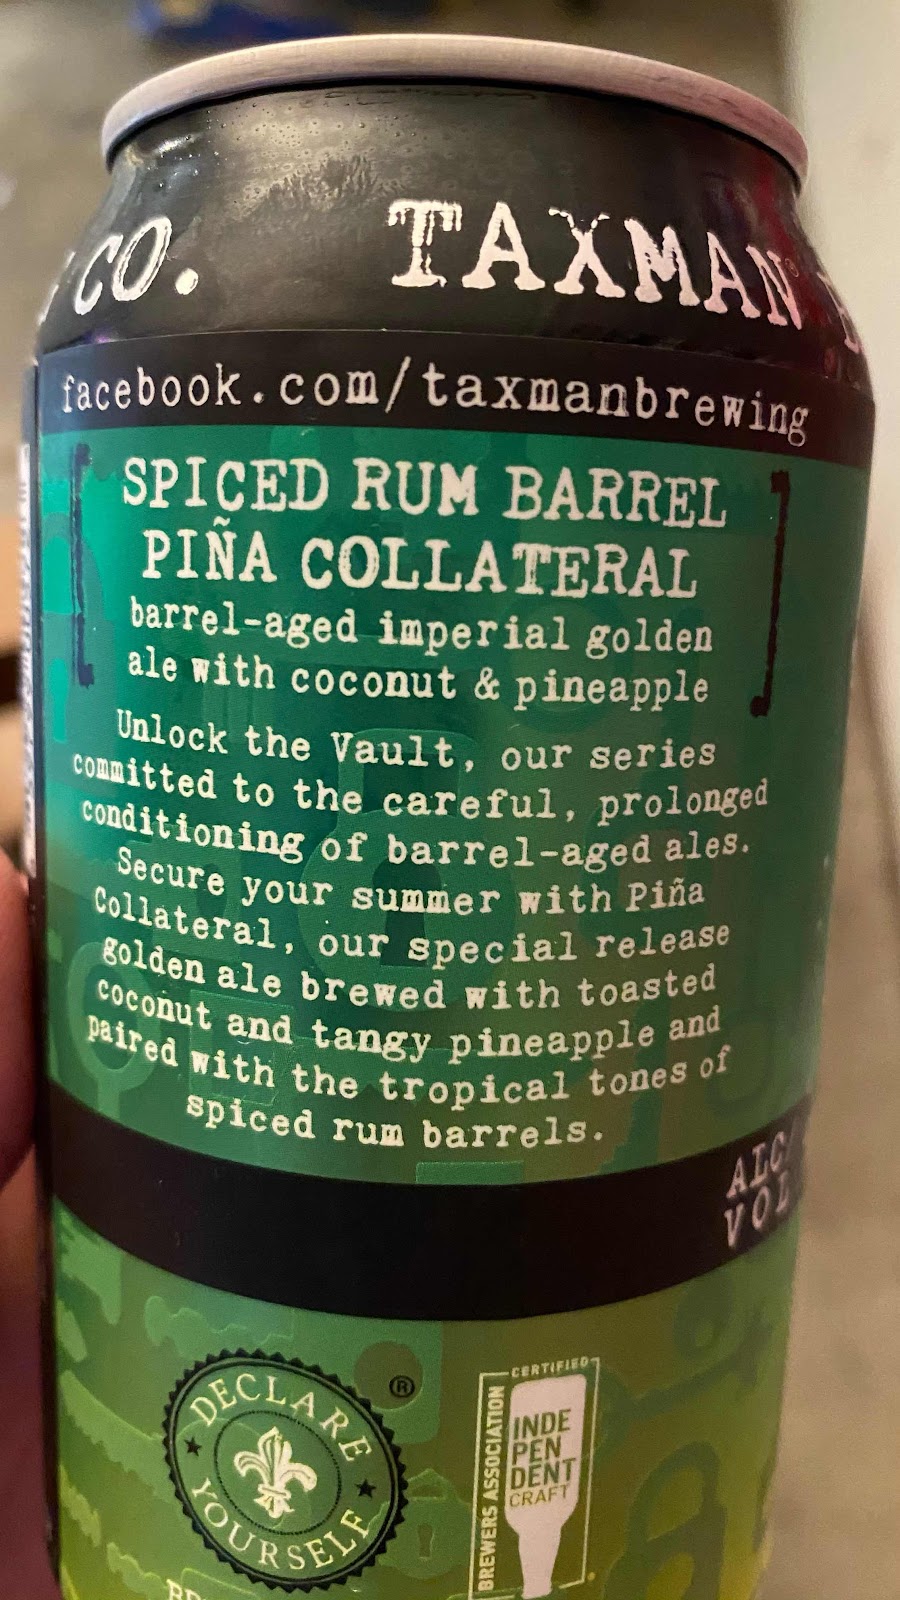 CO. TAXMAN®
facebook.com/taxmanbrewing
[ SPICED RUM BARREL
PIÑA COLLATERAL ]
barrel-aged imperial golden
ale with coconut & pineapple
Unlock the Vault, our series
committed to the careful, prolonged
conditioning of barrel-aged ales.
Secure your summer with Piña
Collateral, our special release
golden ale brewed with toasted
coconut and tangy pineapple and
paired with the tropical tones of
spiced rum barrels.
ALC/
VOL
DECLARE
YOURSELF
®
CERTIFIED
BREWERS ASSOCIATION
INDE
PEN
DENT
CRAFT